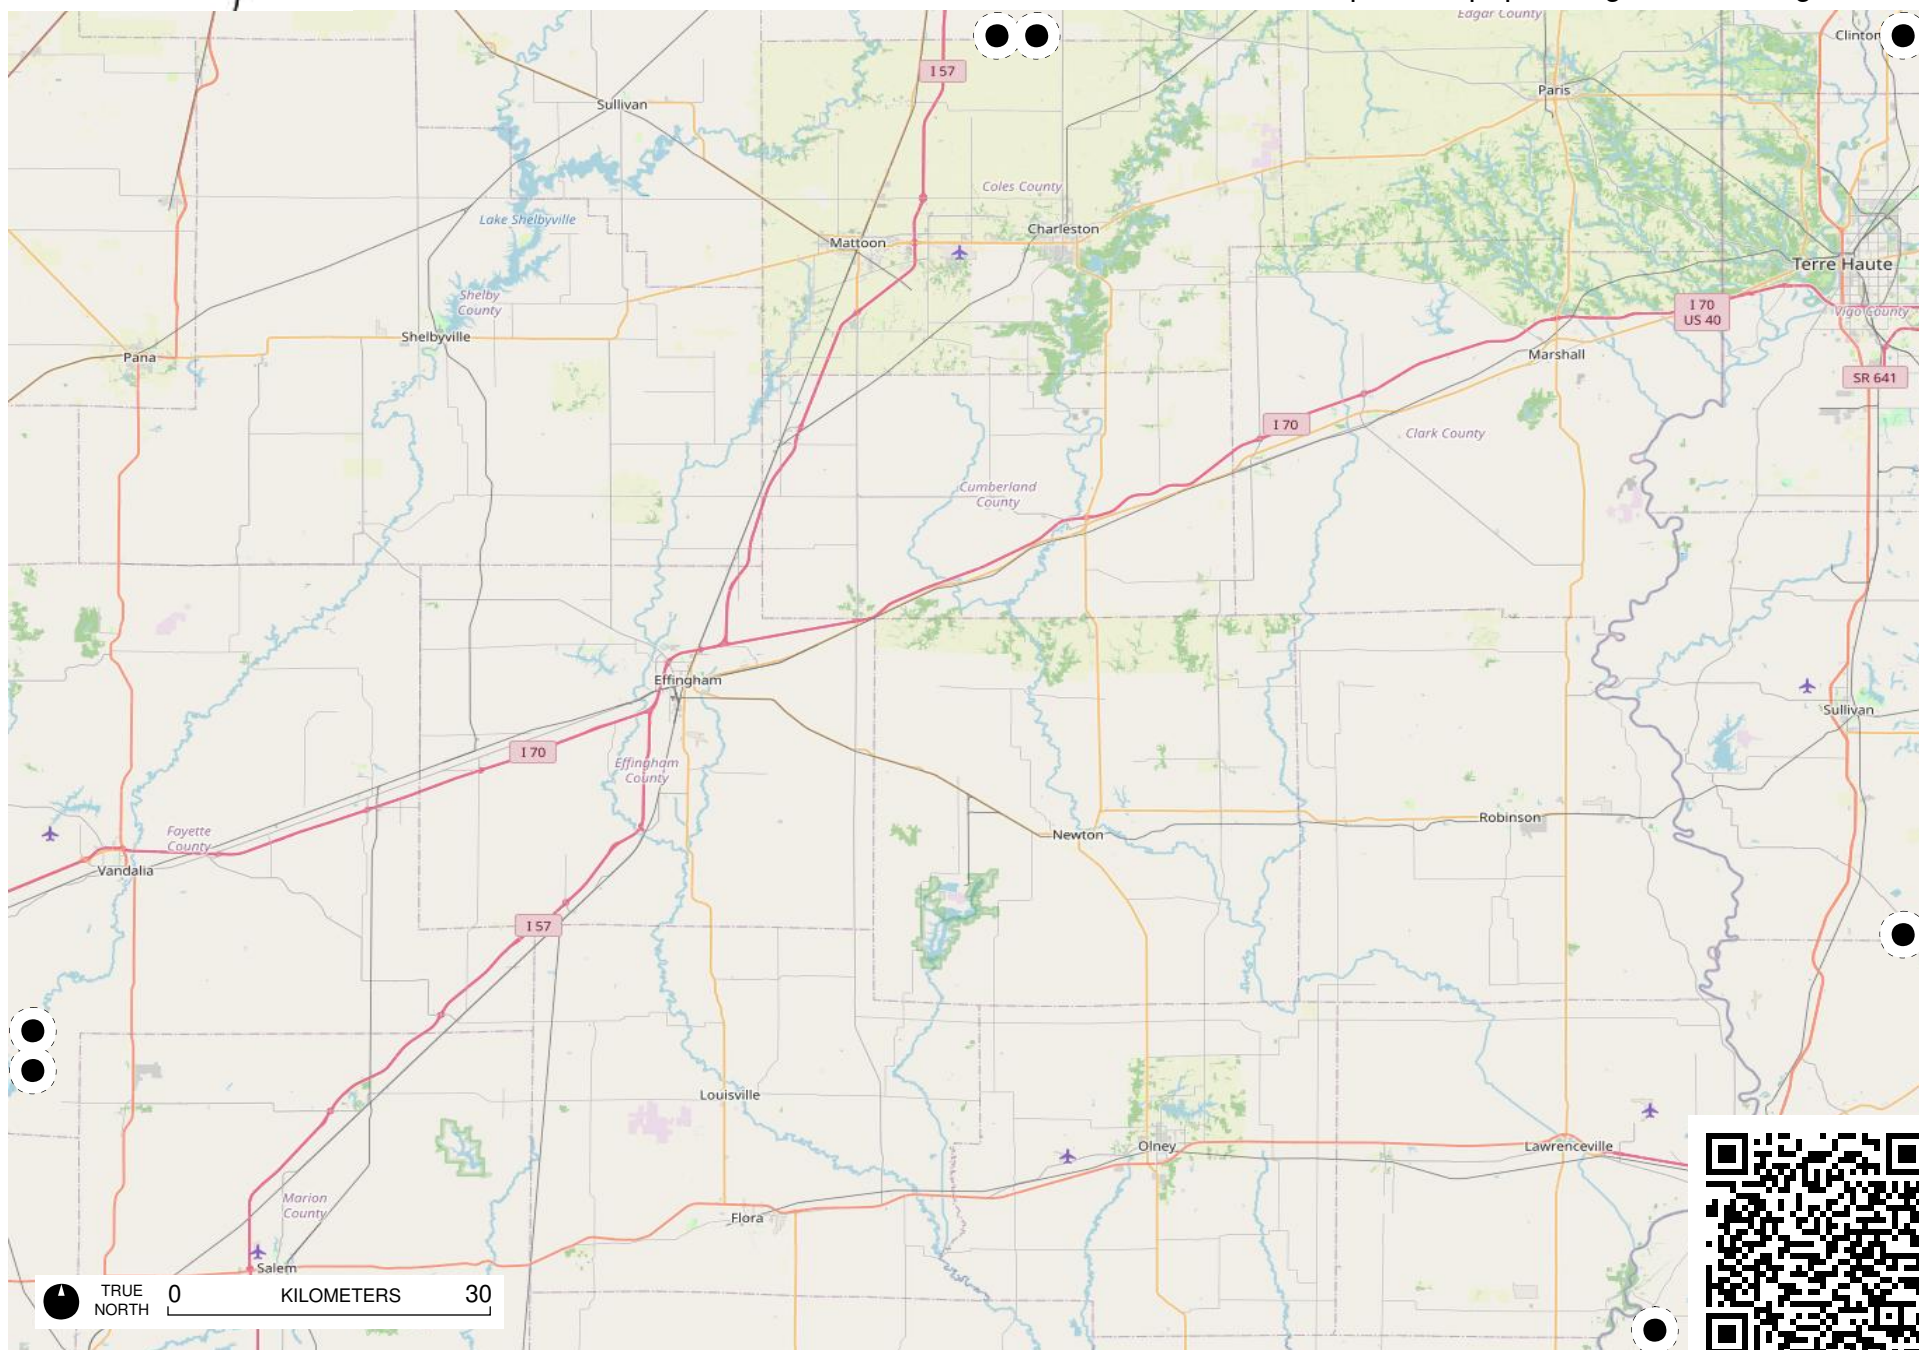 Edgar County
Clinton
I 57
Paris
Sullivan
Coles County
Lake Shelbyville
Charleston
Mattoon
Terre Haute
Shelby
County
I 70
US 40
Vigo County
Shelbyville
Pana
Marshall
SR 641
I 70
Clark County
Cumberland
County
Effingham
Sullivan
I 70
Effingham
County
Fayette
County
Robinson
Newton
Vandalia
I 57
Louisville
Olney
Lawrenceville
Marion
County
Flora
Salem
TRUE
NORTH
0 KILOMETERS 30